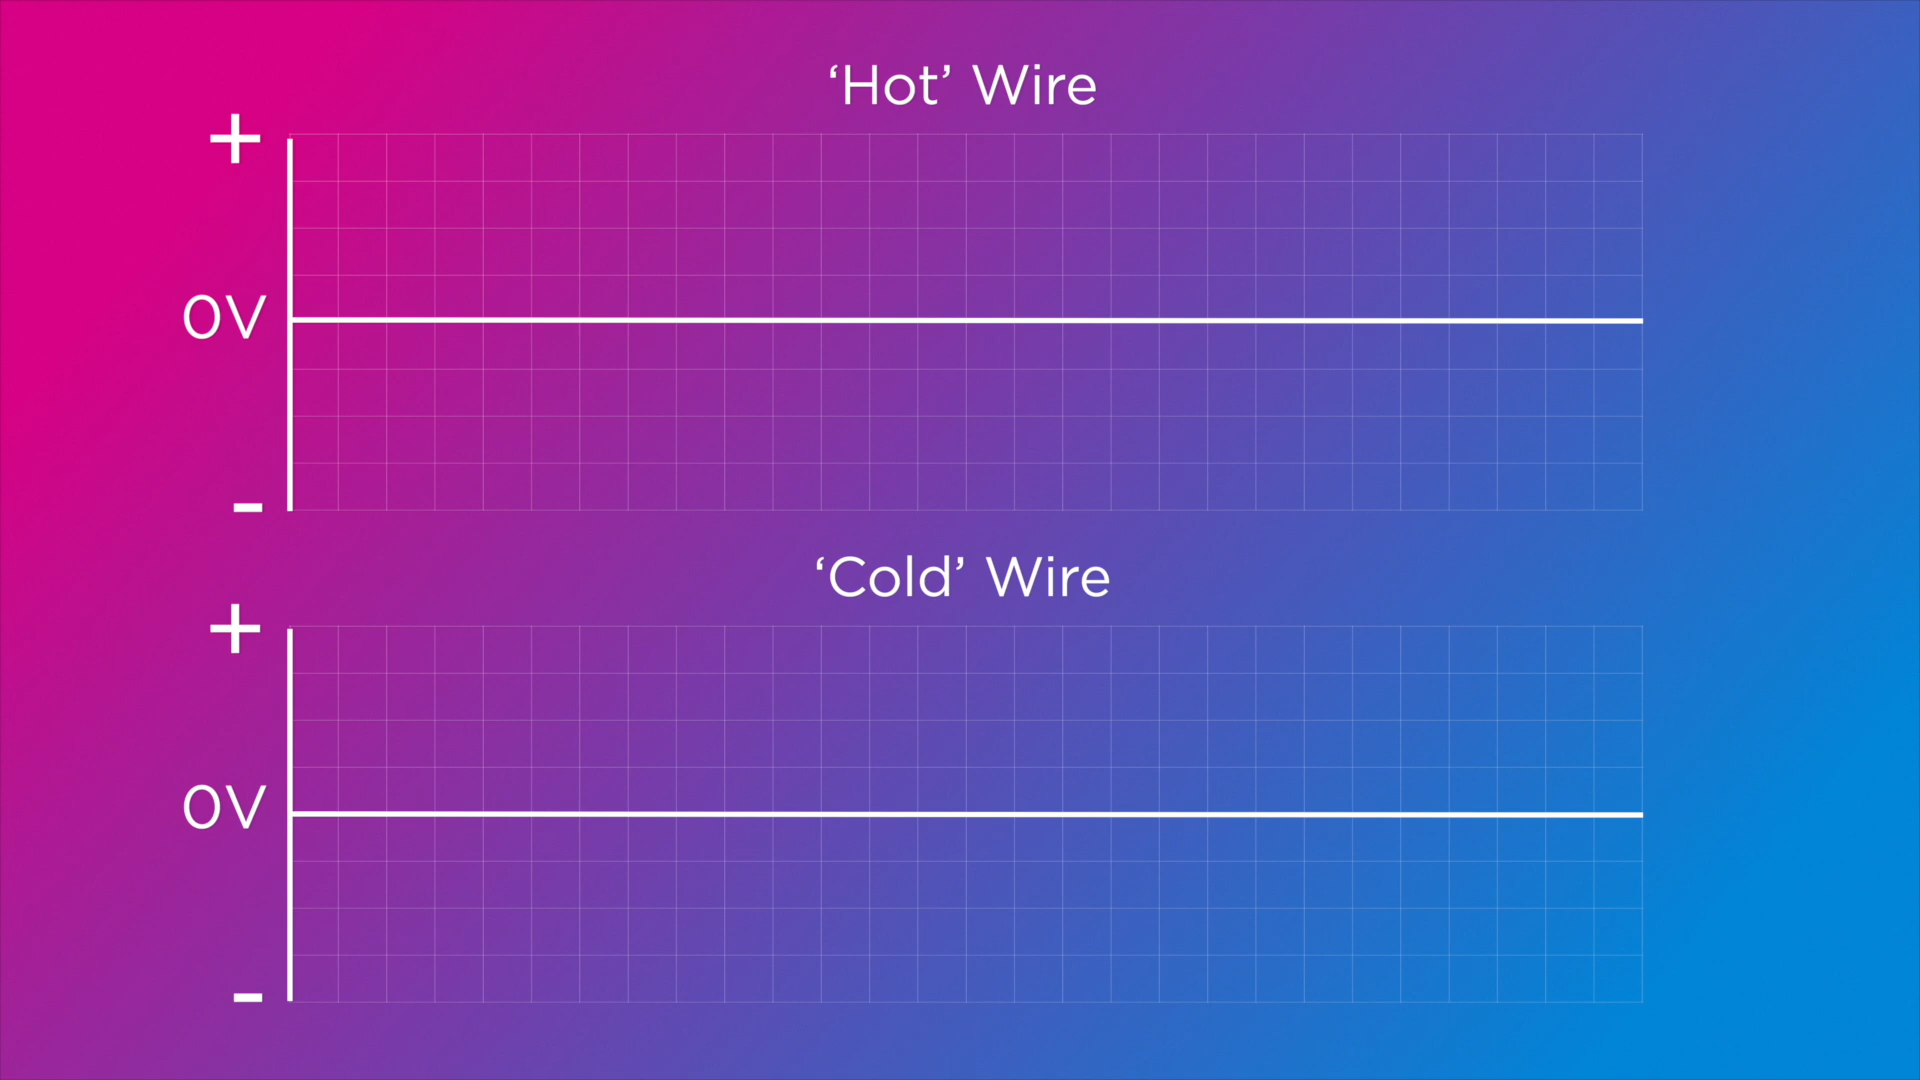 ‘Hot’ Wire
+
0V
-
‘Cold’ Wire
+
0V
-